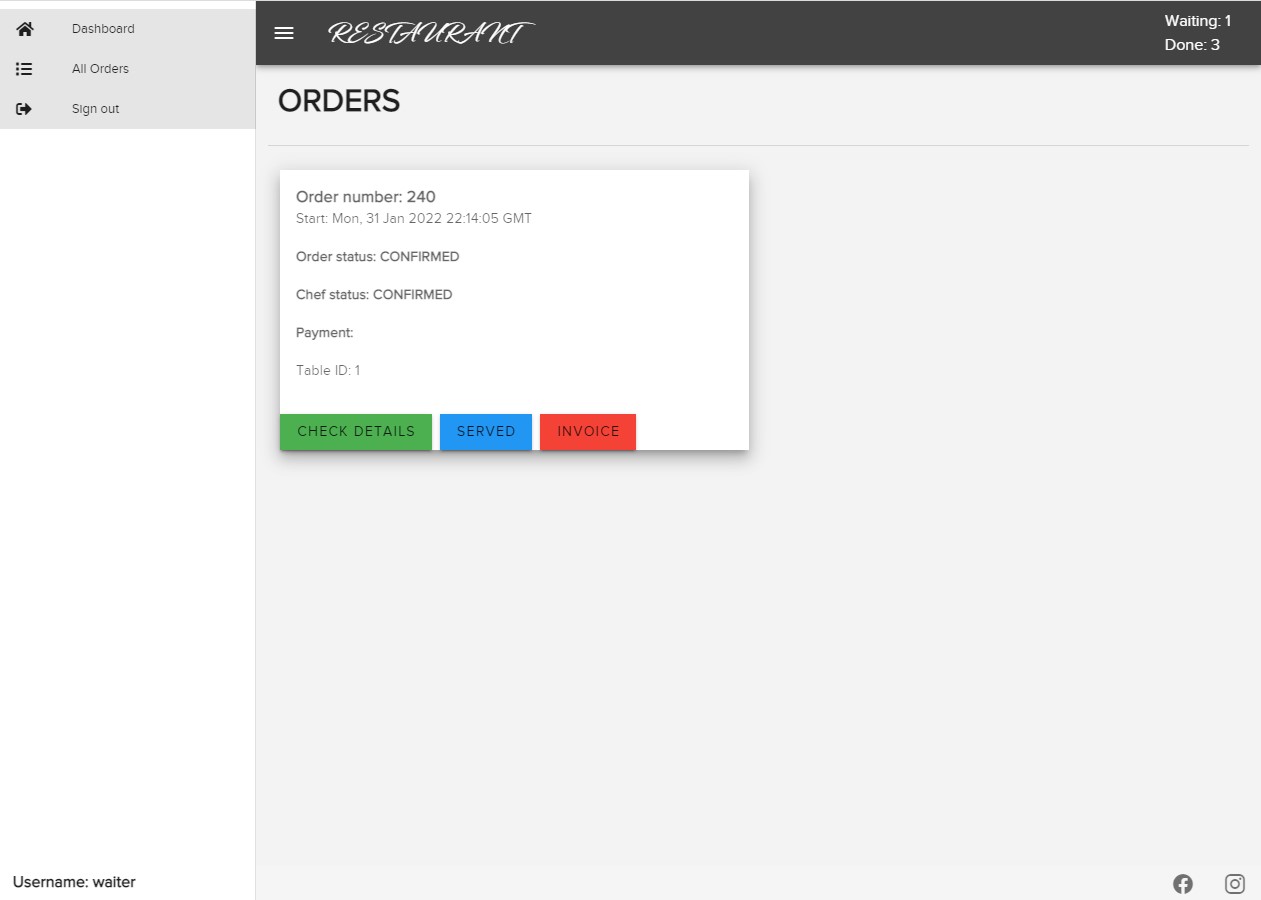 Dashboard
All Orders
Sign out
RESTAURANT
Waiting: 1
Done: 3
ORDERS
Order number: 240
Start: Mon, 31 Jan 2022 22:14:05 GMT
Order status: CONFIRMED
Chef status: CONFIRMED
Payment:
Table ID: 1
CHECK DETAILS
SERVED
INVOICE
Username: waiter